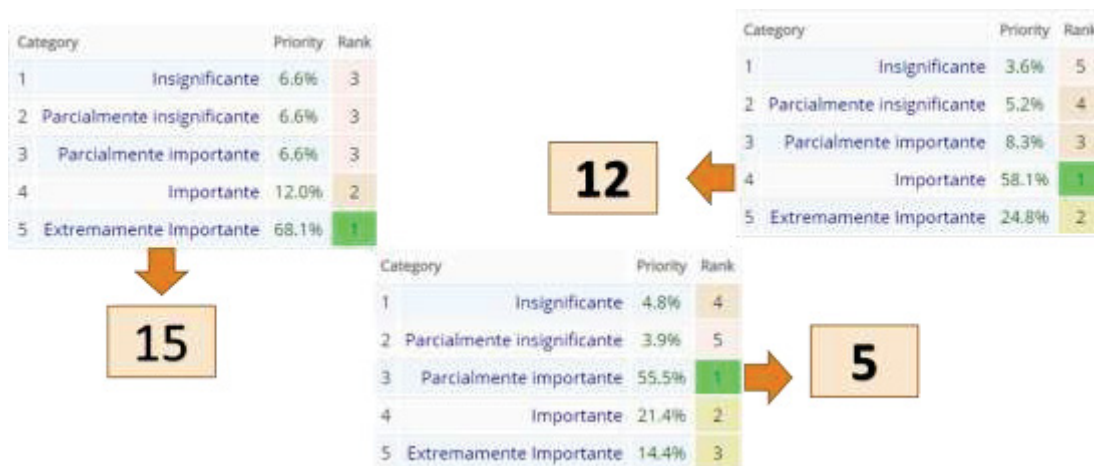 Category Priority Rank
1 Insignificante 6.6% 3
2 Parcialmente insignificante 6.6% 3
3 Parcialmente importante 6.6% 3
4 Importante 12.0% 2
5 Extremamente Importante 68.1% 1
15
Category Priority Rank
1 Insignificante 3.6% 5
2 Parcialmente insignificante 5.2% 4
3 Parcialmente importante 8.3% 3
4 Importante 58.1% 1
5 Extremamente Importante 24.8% 2
12
Category Priority Rank
1 Insignificante 4.8% 4
2 Parcialmente insignificante 3.9% 5
3 Parcialmente importante 55.5% 1
4 Importante 21.4% 2
5 Extremamente Importante 14.4% 3
5